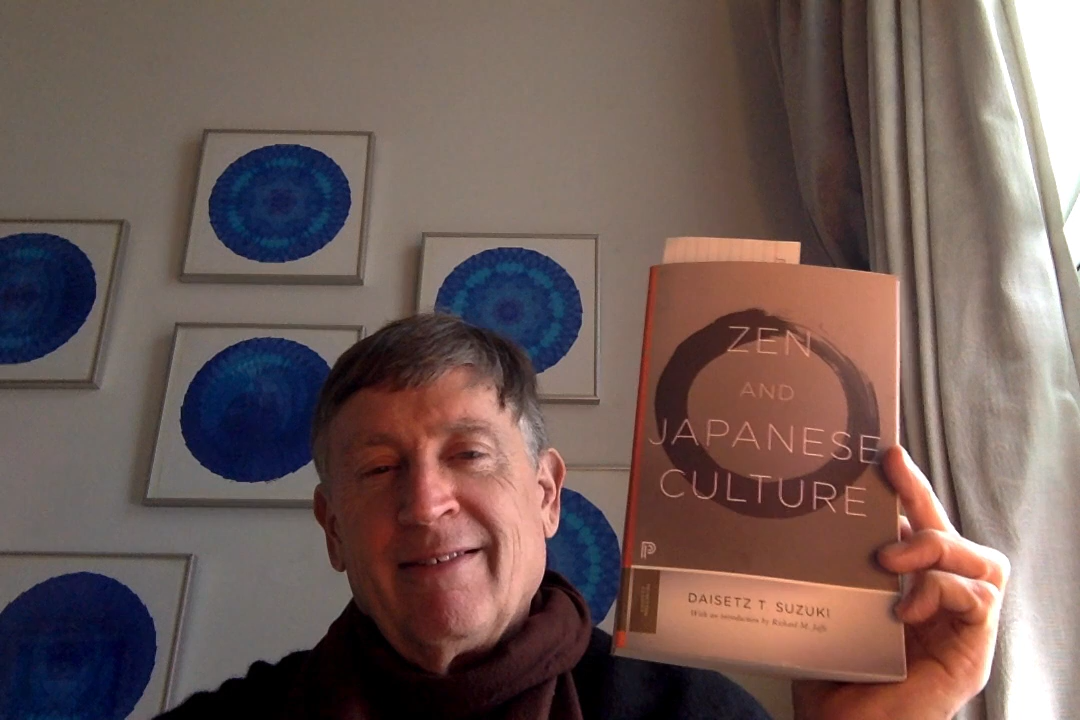 ZEN
AND
JAPANESE
CULTURE
DAISETZ T. SUZUKI
With an introduction by Richard M. Jaffe